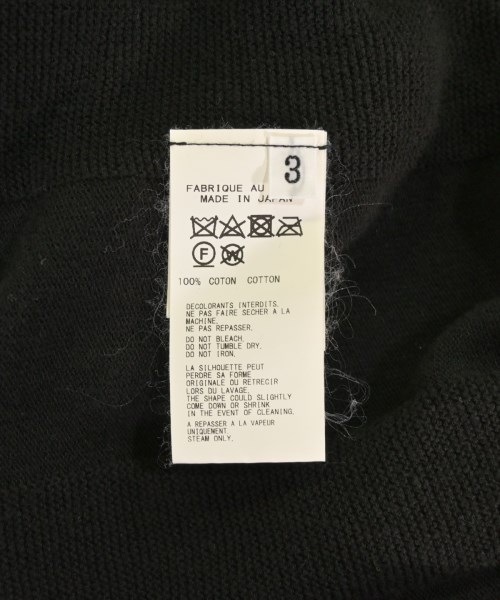 3
FABRIQUE AU
MADE IN JAPAN
F W
100% COTON COTTON
DÉCOLORANTS INTERDITS.
NE PAS FAIRE SÉCHER A LA
MACHINE.
NE PAS REPASSER.
DO NOT BLEACH.
DO NOT TUMBLE DRY.
DO NOT IRON.
LA SILHOUETTE PEUT
PERDRE SA FORME
ORIGINALE OU RETRECIR
LORS DU LAVAGE.
THE SHAPE COULD SLIGHTLY
COME DOWN OR SHRINK
IN THE EVENT OF CLEANING.
A REPASSER A LA VAPEUR
UNIQUEMENT.
STEAM ONLY.